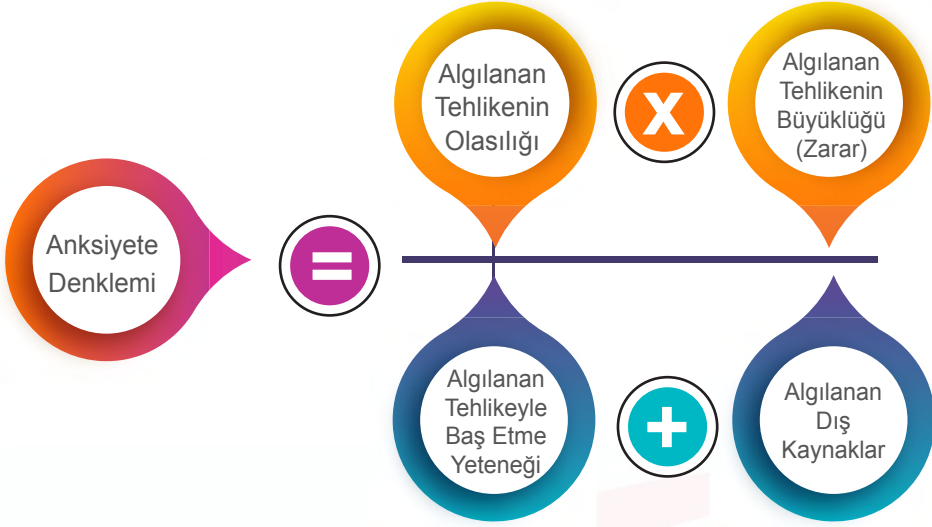 Anksiyete
Denklemi
=
Algılanan
Tehlikenin
Olasılığı
X
Algılanan
Tehlikenin
Büyüklüğü
(Zarar)
Algılanan
Tehlikeyle
Baş Etme
Yeteneği
+
Algılanan
Dış
Kaynaklar